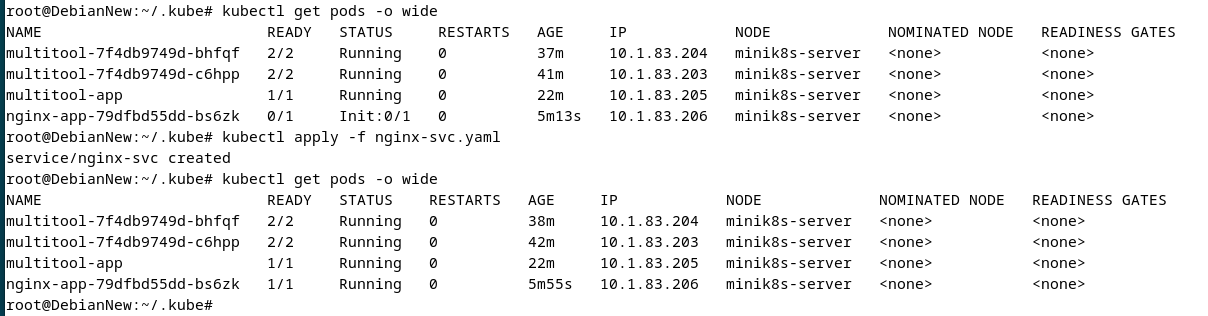 root@DebianNew:~/.kube# kubectl get pods -o wide
NAME                         READY   STATUS     RESTARTS   AGE     IP            NODE             NOMINATED NODE   READINESS GATES
multitool-7f4db9749d-bhfqf   2/2     Running    0          37m     10.1.83.204   minik8s-server   <none>           <none>
multitool-7f4db9749d-c6hpp   2/2     Running    0          41m     10.1.83.203   minik8s-server   <none>           <none>
multitool-app                1/1     Running    0          22m     10.1.83.205   minik8s-server   <none>           <none>
nginx-app-79dfbd55dd-bs6zk   0/1     Init:0/1   0          5m13s   10.1.83.206   minik8s-server   <none>           <none>
root@DebianNew:~/.kube# kubectl apply -f nginx-svc.yaml
service/nginx-svc created
root@DebianNew:~/.kube# kubectl get pods -o wide
NAME                         READY   STATUS    RESTARTS   AGE     IP            NODE             NOMINATED NODE   READINESS GATES
multitool-7f4db9749d-bhfqf   2/2     Running   0          38m     10.1.83.204   minik8s-server   <none>           <none>
multitool-7f4db9749d-c6hpp   2/2     Running   0          42m     10.1.83.203   minik8s-server   <none>           <none>
multitool-app                1/1     Running   0          22m     10.1.83.205   minik8s-server   <none>           <none>
nginx-app-79dfbd55dd-bs6zk   1/1     Running   0          5m55s   10.1.83.206   minik8s-server   <none>           <none>
root@DebianNew:~/.kube#